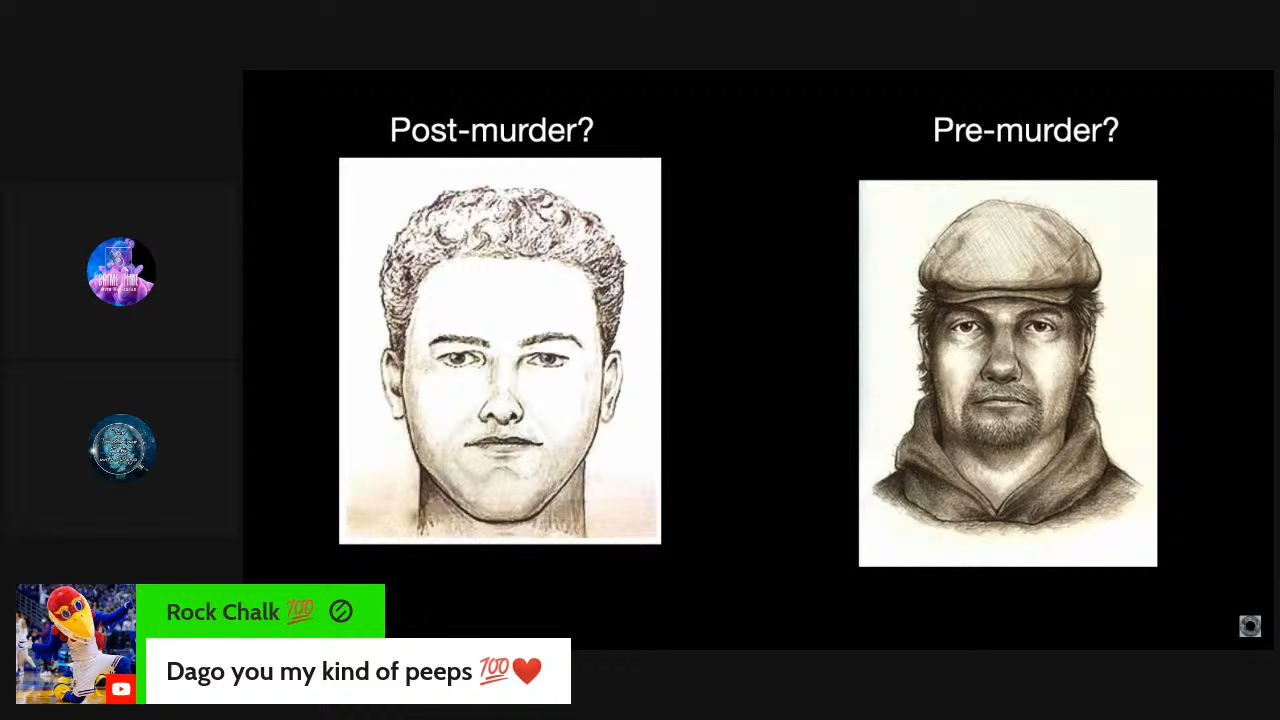 Post-murder?
Pre-murder?
Rock Chalk 💯
Dago you my kind of peeps 💯❤️